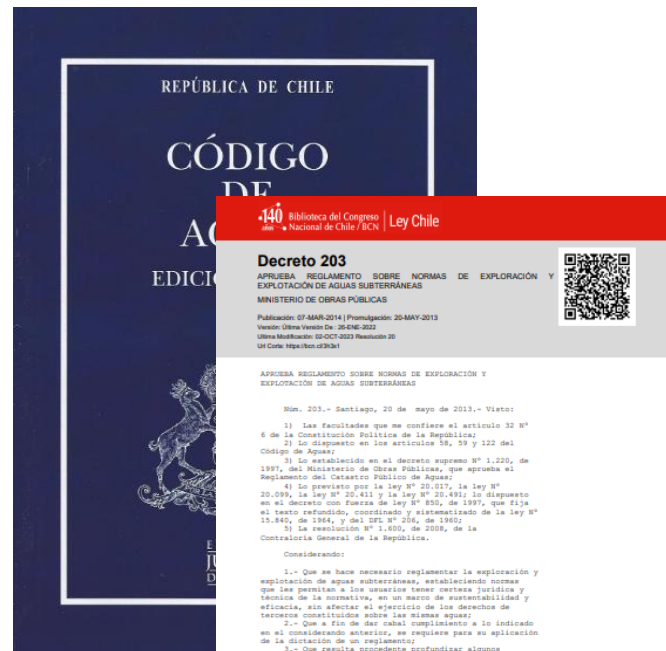 REPÚBLICA DE CHILE
CÓDIGO
DE
EDICIO
140 AÑOS
Biblioteca del Congreso
Nacional de Chile / BCN
Ley Chile
Decreto 203
APRUEBA REGLAMENTO SOBRE NORMAS DE EXPLORACIÓN Y
EXPLOTACIÓN DE AGUAS SUBTERRÁNEAS
MINISTERIO DE OBRAS PÚBLICAS
Publicación: 07-MAR-2014 | Promulgación: 20-MAY-2013
Versión: Última Versión De : 26-ENE-2022
Ultima Modificación: 02-OCT-2023 Resolución 20
Url Corta: https://bcn.cl/3h3x1
APRUEBA REGLAMENTO SOBRE NORMAS DE EXPLORACIÓN Y
EXPLOTACIÓN DE AGUAS SUBTERRÁNEAS
Núm. 203.- Santiago, 20 de mayo de 2013.- Visto:
1) Las facultades que me confiere el artículo 32 Nº
6 de la Constitución Política de la República;
2) Lo dispuesto en los artículos 58, 59 y 122 del
Código de Aguas;
3) Lo establecido en el decreto supremo Nº 1.220, de
1997, del Ministerio de Obras Públicas, que aprueba el
Reglamento del Catastro Público de Aguas;
4) Lo previsto por la ley Nº 20.017, la ley Nº
20.099, la ley Nº 20.411 y la ley Nº 20.491; lo dispuesto
en el decreto con fuerza de ley Nº 850, de 1997, que fija
el texto refundido, coordinado y sistematizado de la ley Nº
15.840, de 1964, y del DFL Nº 206, de 1960;
5) La resolución Nº 1.600, de 2008, de la
Contraloría General de la República.
Considerando:
1.- Que se hace necesario reglamentar la exploración y
explotación de aguas subterráneas, estableciendo normas
que les permitan a los usuarios tener certeza jurídica y
técnica de la normativa, en un marco de sustentabilidad y
eficacia, sin afectar el ejercicio de los derechos de
terceros constituidos sobre las mismas aguas;
2.- Que a fin de dar cabal cumplimiento a lo indicado
en el considerando anterior, se requiere para su aplicación
de la dictación de un reglamento;
3.- Que resulta procedente profundizar algunos